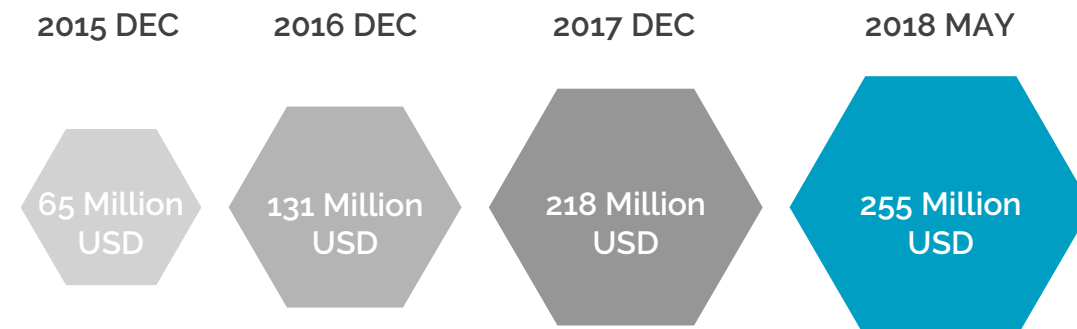 2015 DEC
2016 DEC
2017 DEC
2018 MAY
65 Million
USD
131 Million
USD
218 Million
USD
255 Million
USD